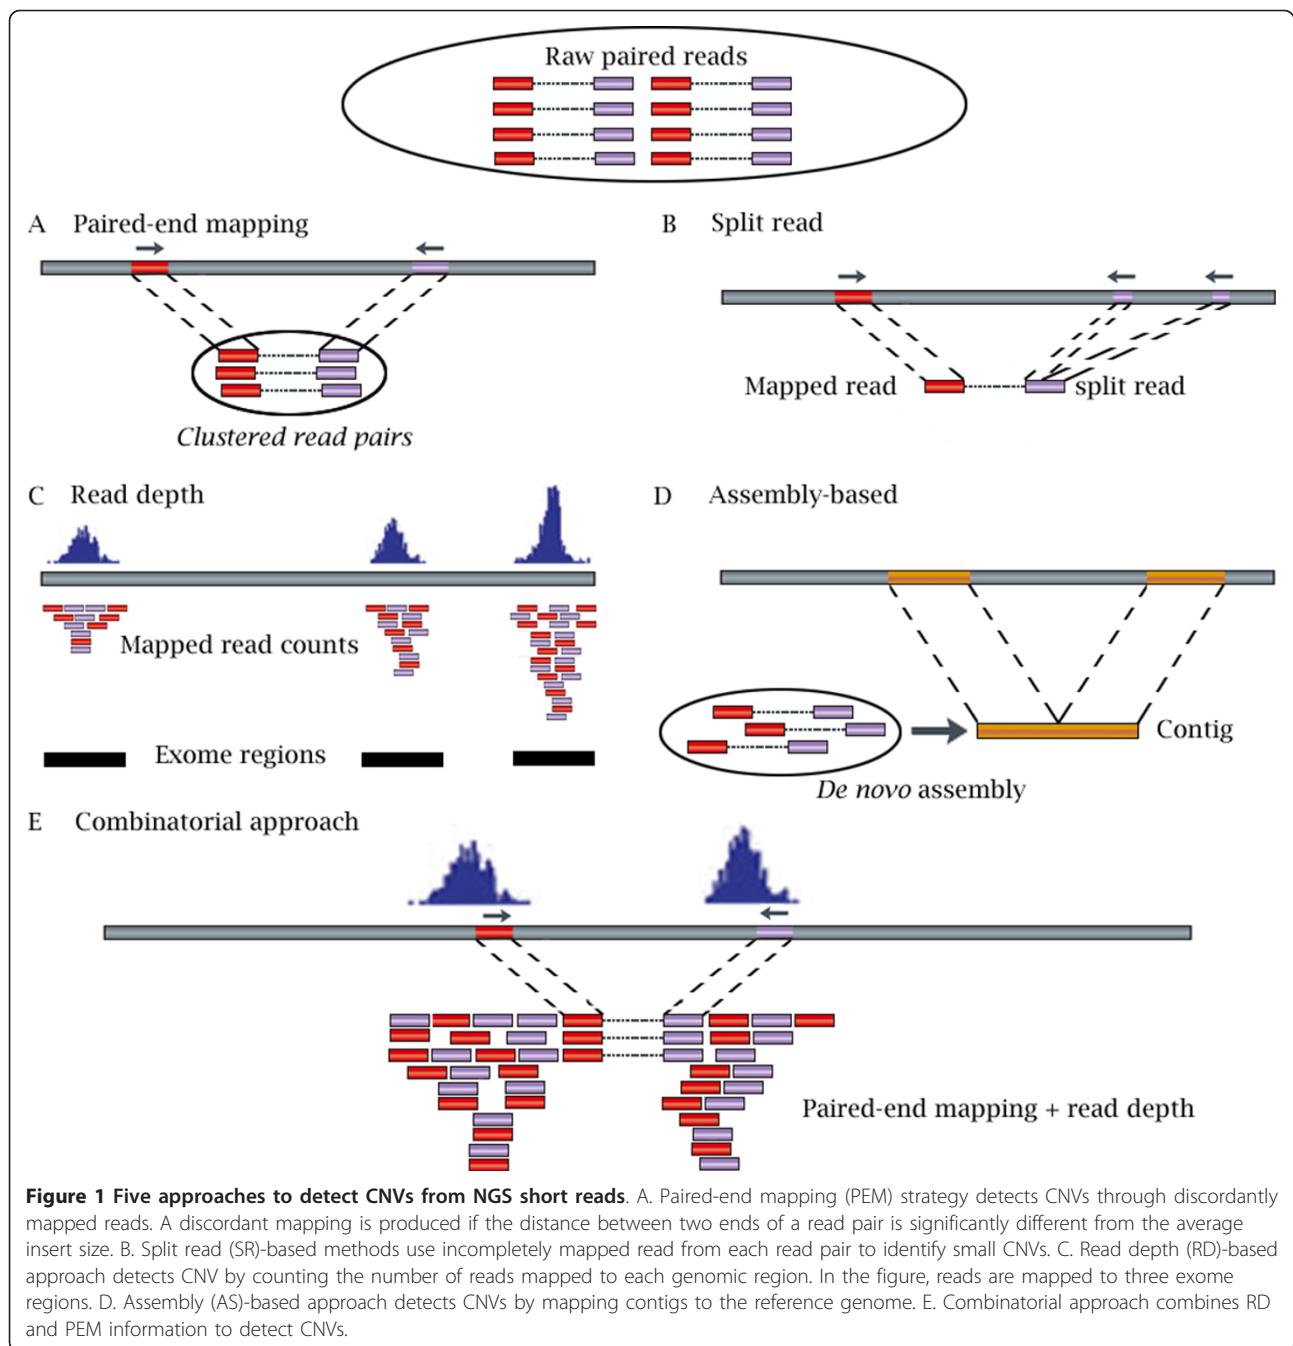 Raw paired reads
A Paired-end mapping
B Split read
Mapped read
split read
Clustered read pairs
C Read depth
Mapped read counts
Exome regions
D Assembly-based
Contig
De novo assembly
E Combinatorial approach
Paired-end mapping + read depth
Figure 1 Five approaches to detect CNVs from NGS short reads. A. Paired-end mapping (PEM) strategy detects CNVs through discordantly
mapped reads. A discordant mapping is produced if the distance between two ends of a read pair is significantly different from the average
insert size. B. Split read (SR)-based methods use incompletely mapped read from each read pair to identify small CNVs. C. Read depth (RD)-based
approach detects CNV by counting the number of reads mapped to each genomic region. In the figure, reads are mapped to three exome
regions. D. Assembly (AS)-based approach detects CNVs by mapping contigs to the reference genome. E. Combinatorial approach combines RD
and PEM information to detect CNVs.